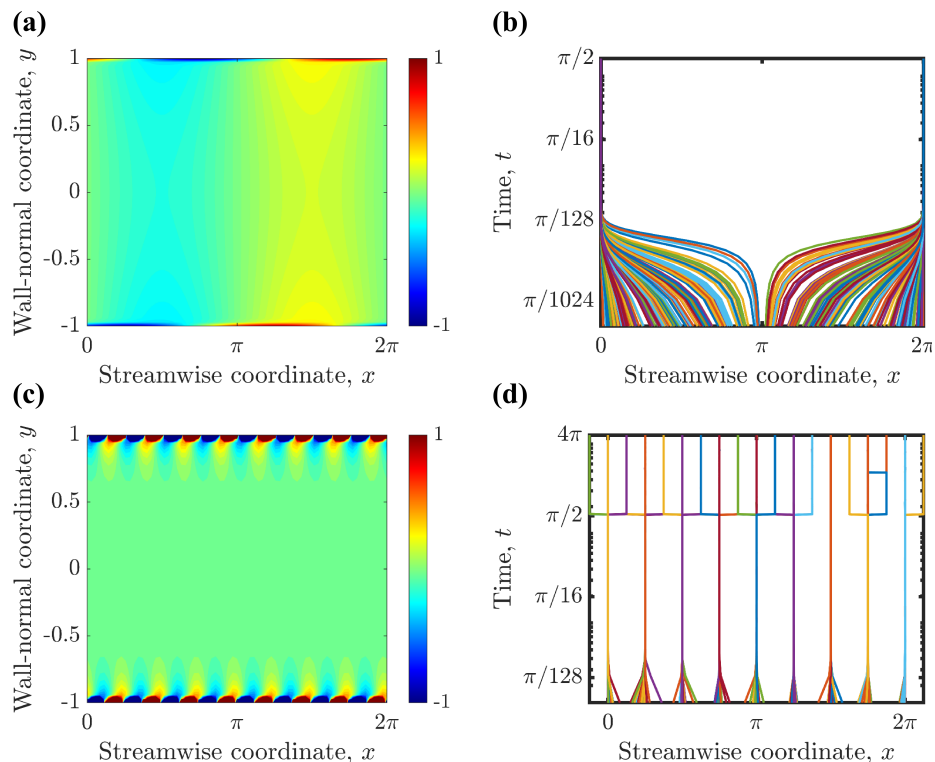 (a)
(b)
1
0.5
0
-0.5
-1
Wall-normal coordinate, y
0
π
2π
Streamwise coordinate, x
1
-1
π/2
π/16
π/128
π/1024
Time, t
0
π
2π
Streamwise coordinate, x
(c)
(d)
1
0.5
0
-0.5
-1
Wall-normal coordinate, y
0
π
2π
Streamwise coordinate, x
1
-1
4π
π/2
π/16
π/128
Time, t
0
π
2π
Streamwise coordinate, x